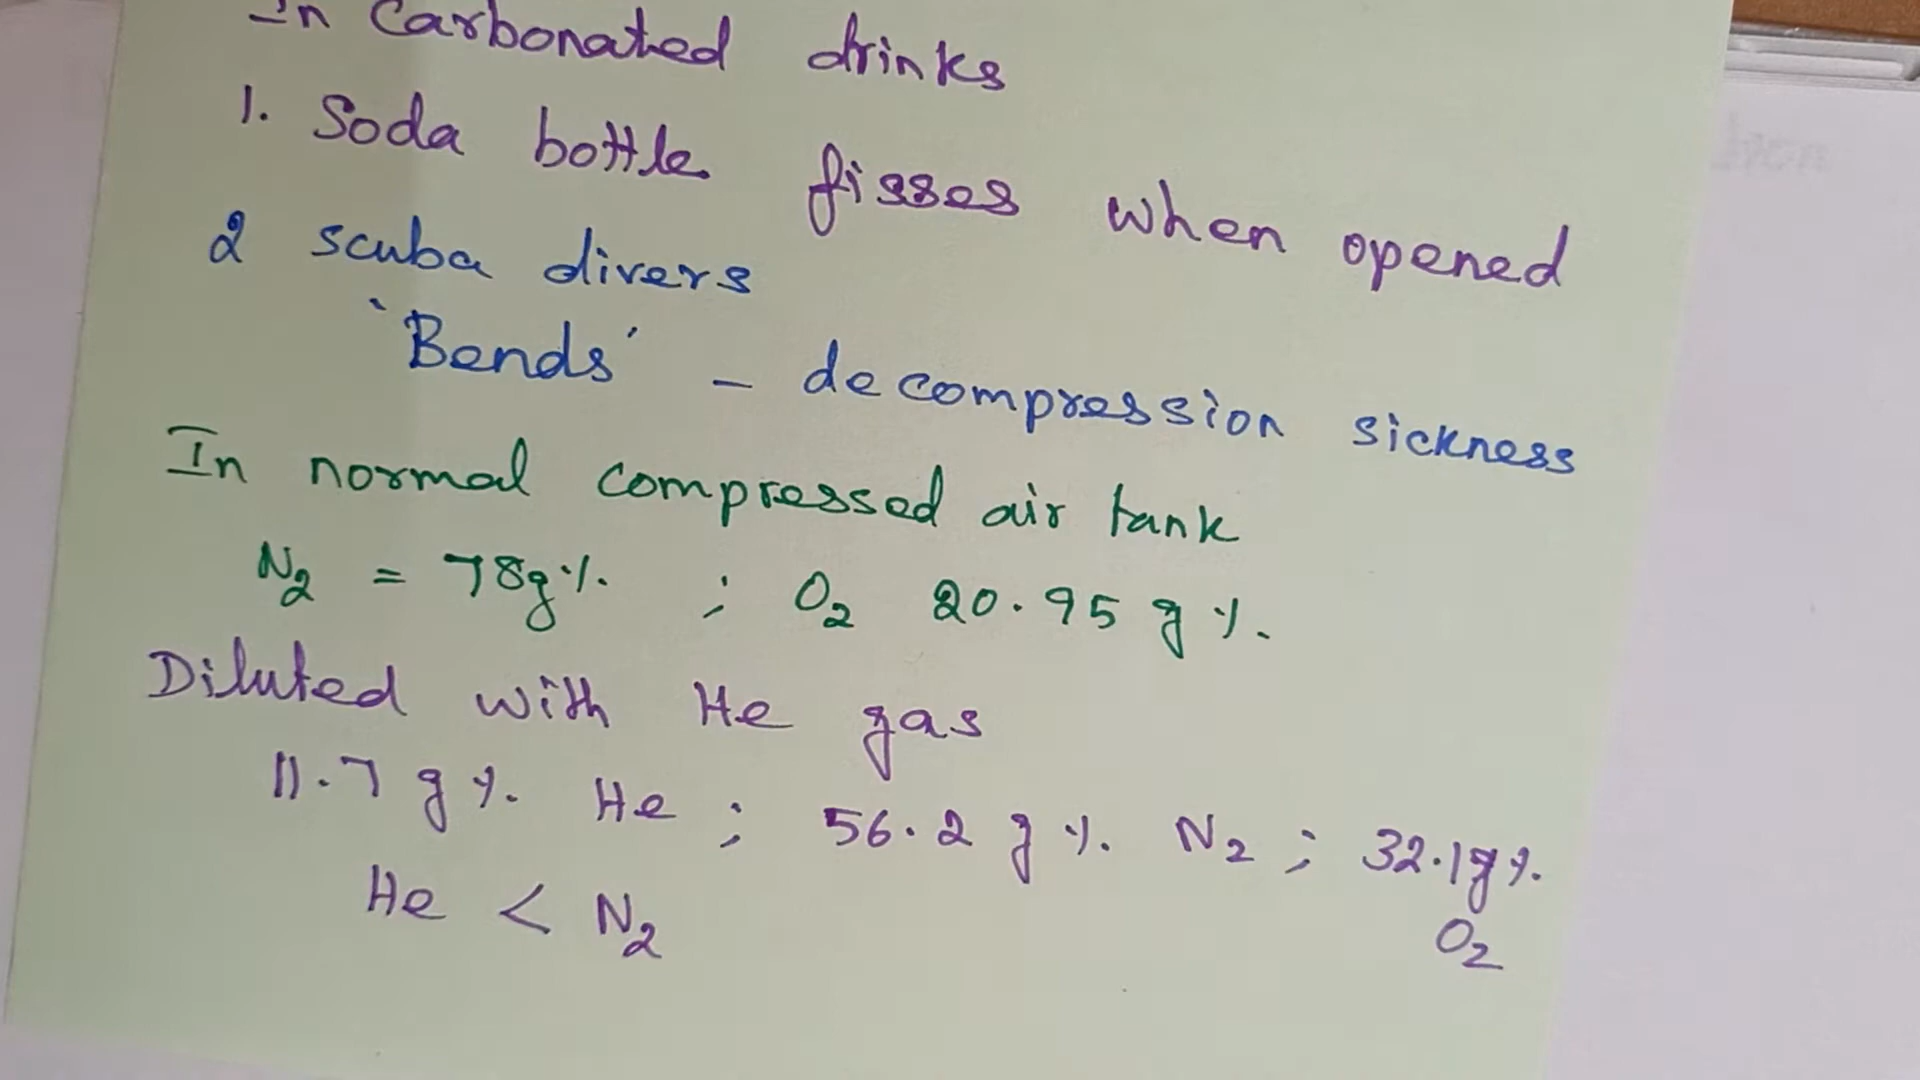 In Carbonated drinks
1. Soda bottle fisses when opened
2 scuba divers
'Bends' - decompression sickness
In normal compressed air tank
N₂ = 78g% ; O₂ 20.95 g %.
Diluted with He gas
11.7 g %. He ; 56.2 g %. N₂ ; 32.1g%. O₂
He < N₂